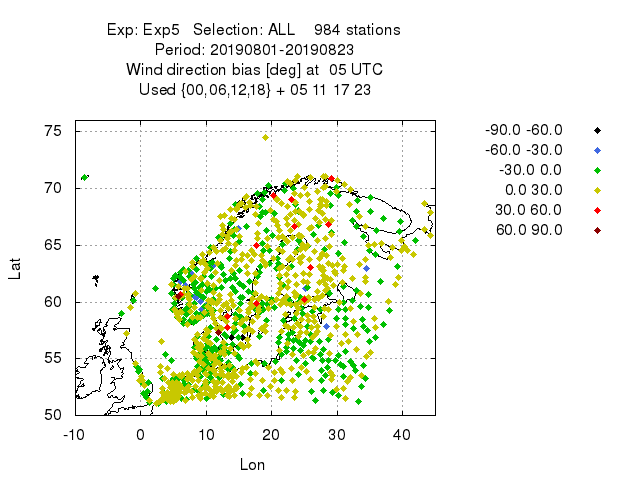 Exp: Exp5   Selection: ALL    984 stations
Period: 20190801-20190823
Wind direction bias [deg] at  05 UTC
Used {00,06,12,18} + 05 11 17 23
-90.0 -60.0
-60.0 -30.0
-30.0 0.0
0.0 30.0
30.0 60.0
60.0 90.0
75
70
65
60
55
50
Lat
-10 0 10 20 30 40
Lon